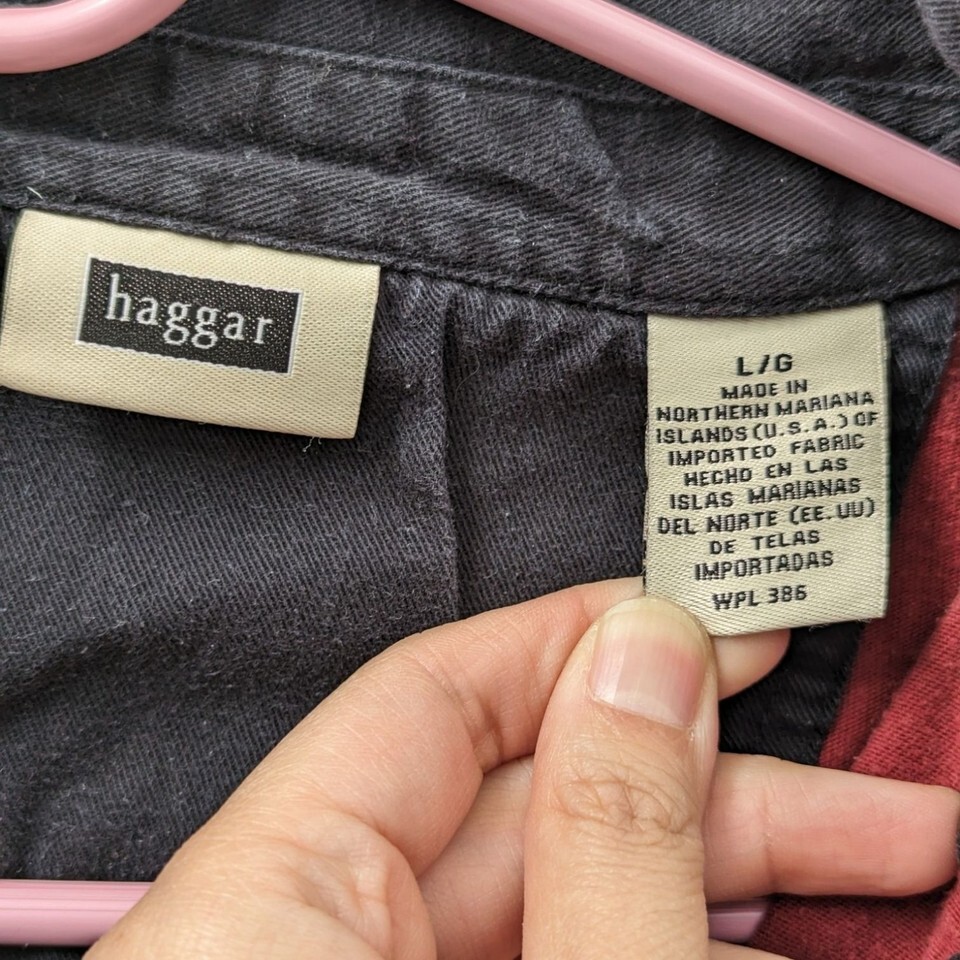 haggar
L/G
MADE IN
NORTHERN MARIANA
ISLANDS (U.S.A.) OF
IMPORTED FABRIC
HECHO EN LAS
ISLAS MARIANAS
DEL NORTE (EE.UU)
DE TELAS
IMPORTADAS
WPL 386